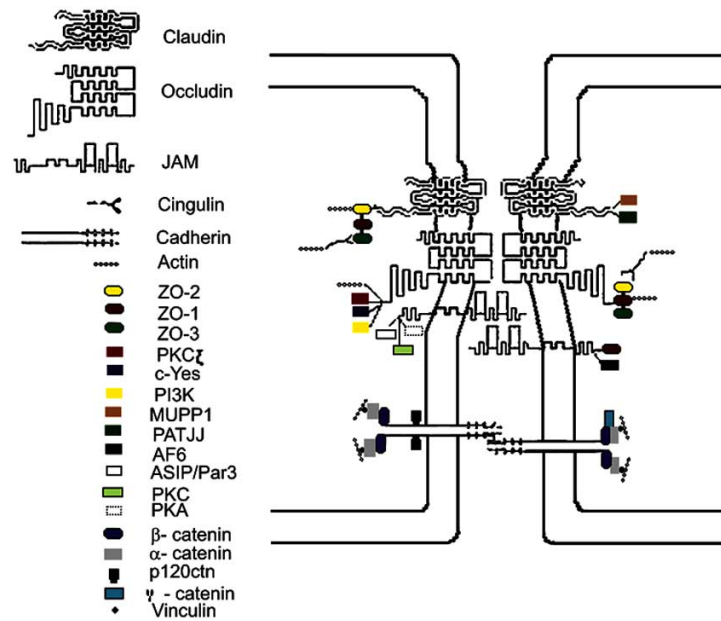 Claudin
Occludin
JAM
Cingulin
Cadherin
Actin
ZO-2
ZO-1
ZO-3
PKCξ
c-Yes
PI3K
MUPP1
PATJJ
AF6
ASIP/Par3
PKC
PKA
β- catenin
α- catenin
p120ctn
ψ - catenin
Vinculin